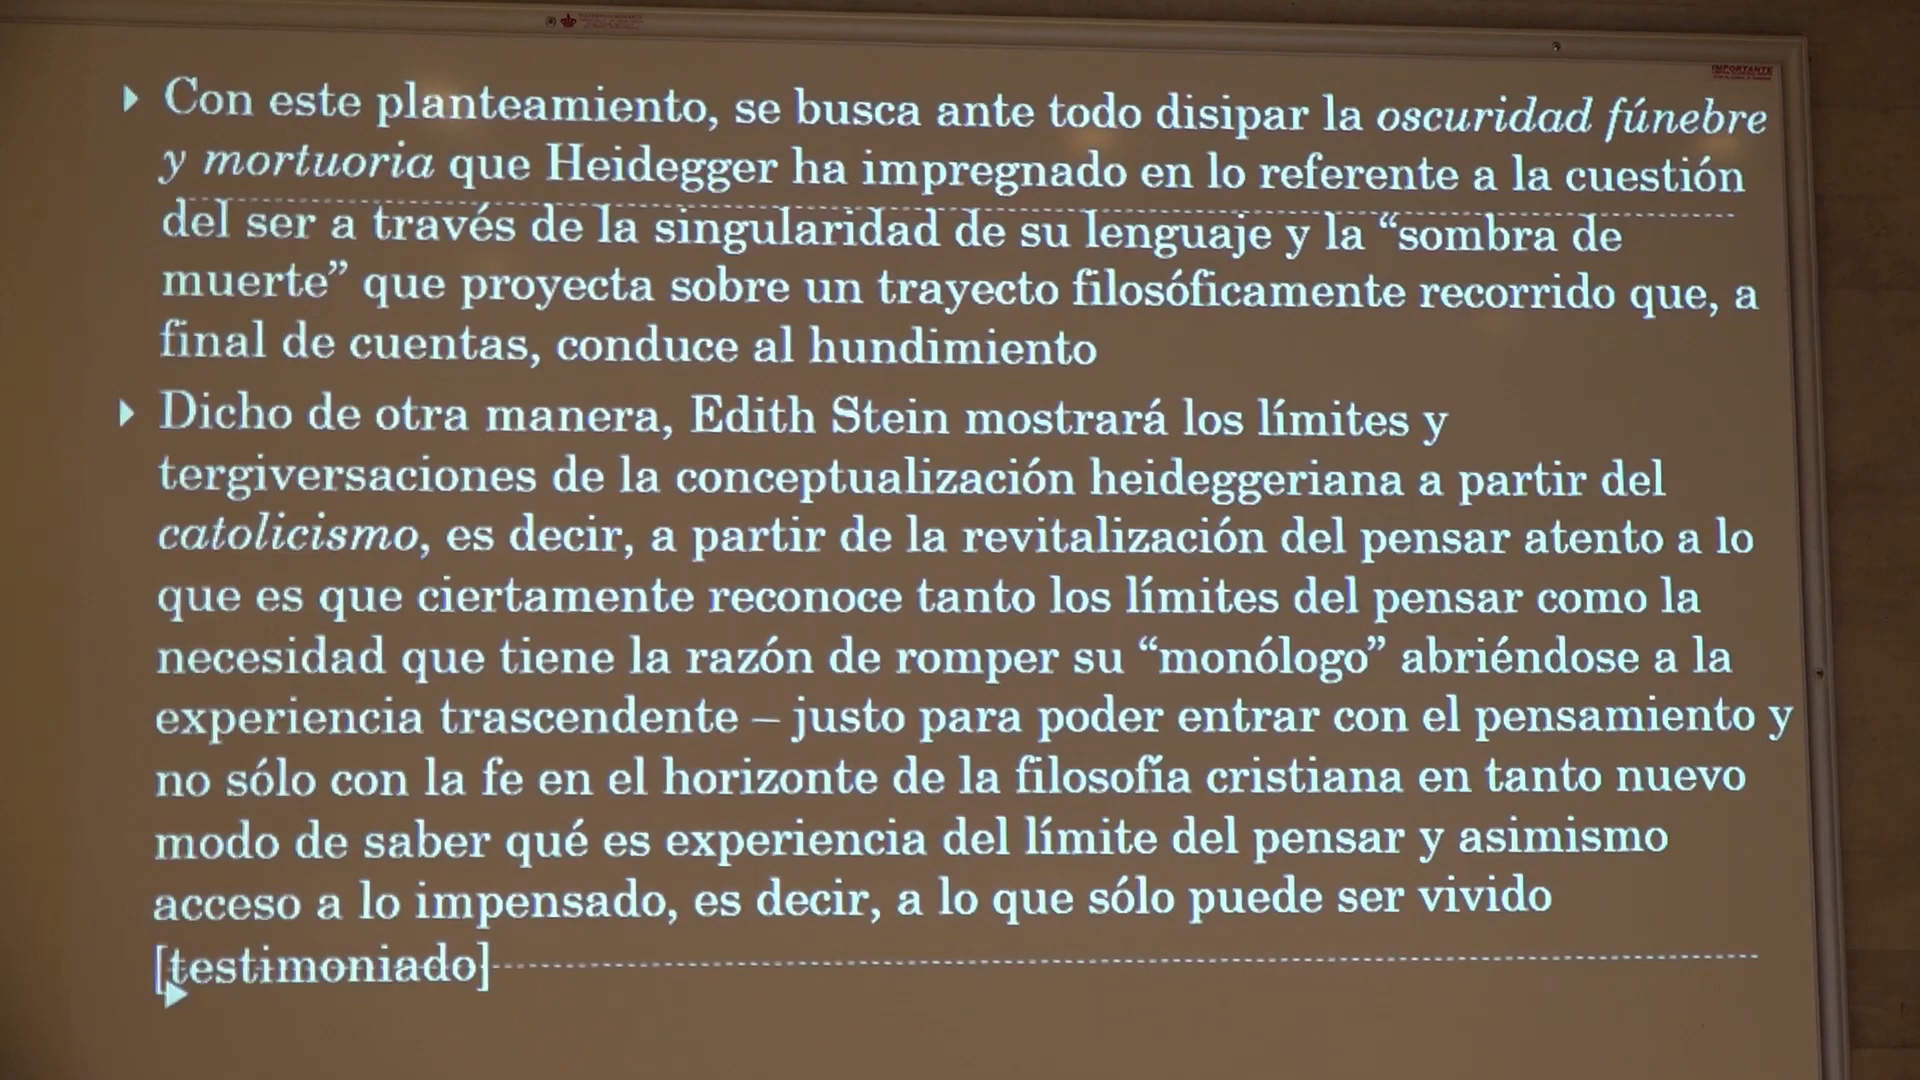 IMPORTANTE
Con este planteamiento, se busca ante todo disipar la oscuridad fúnebre
y mortuoria que Heidegger ha impregnado en lo referente a la cuestión
del ser a través de la singularidad de su lenguaje y la “sombra de
muerte” que proyecta sobre un trayecto filosóficamente recorrido que, a
final de cuentas, conduce al hundimiento
Dicho de otra manera, Edith Stein mostrará los límites y
tergiversaciones de la conceptualización heideggeriana a partir del
catolicismo, es decir, a partir de la revitalización del pensar atento a lo
que es que ciertamente reconoce tanto los límites del pensar como la
necesidad que tiene la razón de romper su “monólogo” abriéndose a la
experiencia trascendente – justo para poder entrar con el pensamiento y
no sólo con la fe en el horizonte de la filosofía cristiana en tanto nuevo
modo de saber qué es experiencia del límite del pensar y asimismo
acceso a lo impensado, es decir, a lo que sólo puede ser vivido
[testimoniado]